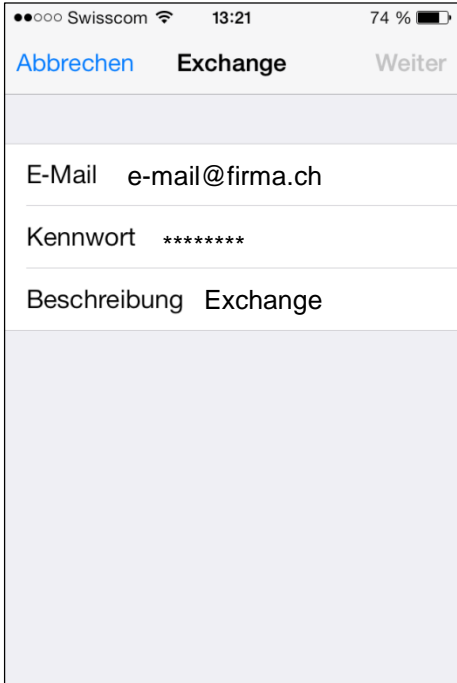 Swisscom 13:21 74 %
Abbrechen Exchange Weiter
E-Mail e-mail@firma.ch
Kennwort ********
Beschreibung Exchange